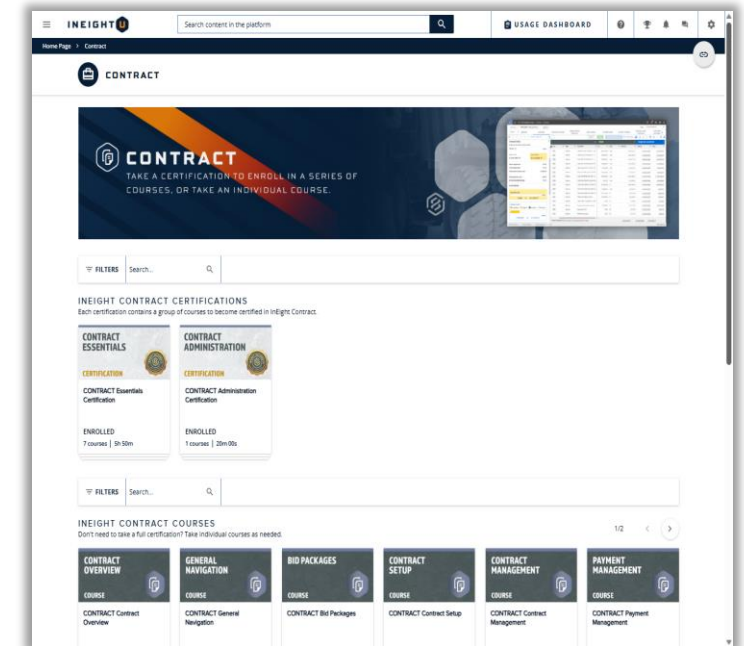 INEIGHT U
Search content in the platform
USAGE DASHBOARD
Home Page > Contract
CONTRACT
CONTRACT
TAKE A CERTIFICATION TO ENROLL IN A SERIES OF
COURSES, OR TAKE AN INDIVIDUAL COURSE.
FILTERS Search...
INEIGHT CONTRACT CERTIFICATIONS
Each certification contains a group of courses to become certified in InEight Contract.
CONTRACT
ESSENTIALS
CERTIFICATION
CONTRACT Essentials
Certification
ENROLLED
7 courses | 5h 50m
CONTRACT
ADMINISTRATION
CERTIFICATION
CONTRACT Administration
Certification
ENROLLED
1 courses | 20m 00s
FILTERS Search...
INEIGHT CONTRACT COURSES
Don't need to take a full certification? Take individual courses as needed.
1/2 < >
CONTRACT
OVERVIEW
COURSE
CONTRACT Contract
Overview
GENERAL
NAVIGATION
COURSE
CONTRACT General
Navigation
BID PACKAGES
COURSE
CONTRACT Bid Packages
CONTRACT
SETUP
COURSE
CONTRACT Contract Setup
CONTRACT
MANAGEMENT
COURSE
CONTRACT Contract
Management
PAYMENT
MANAGEMENT
COURSE
CONTRACT Payment
Management